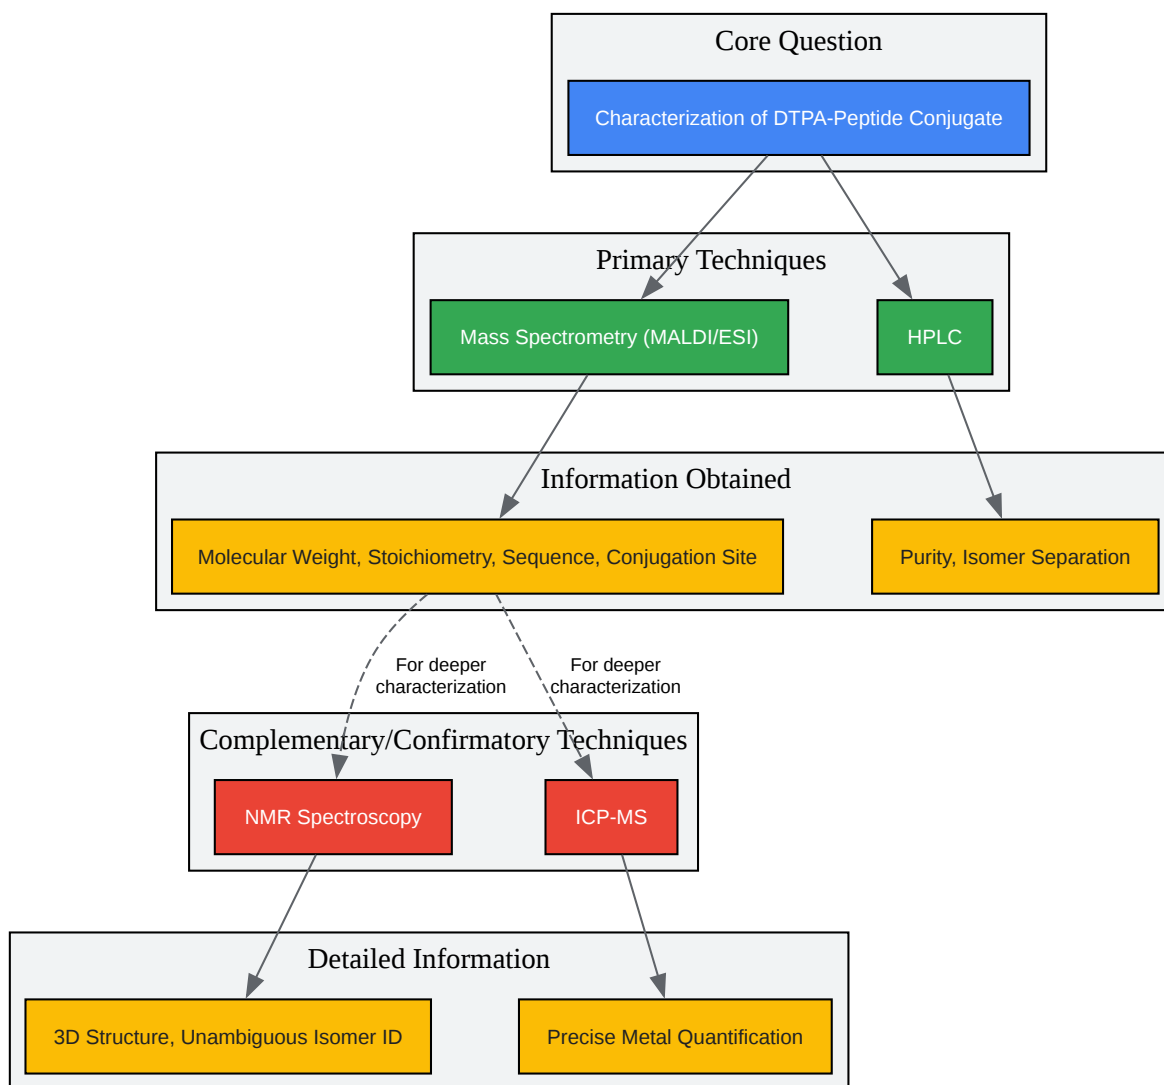 Core Question
Characterization of DTPA-Peptide Conjugate
Primary Techniques
Mass Spectrometry (MALDI/ESI)
HPLC
Information Obtained
Molecular Weight, Stoichiometry, Sequence, Conjugation Site
Purity, Isomer Separation
For deeper
characterization
For deeper
characterization
Complementary/Confirmatory Techniques
NMR Spectroscopy
ICP-MS
Detailed Information
3D Structure, Unambiguous Isomer ID
Precise Metal Quantification